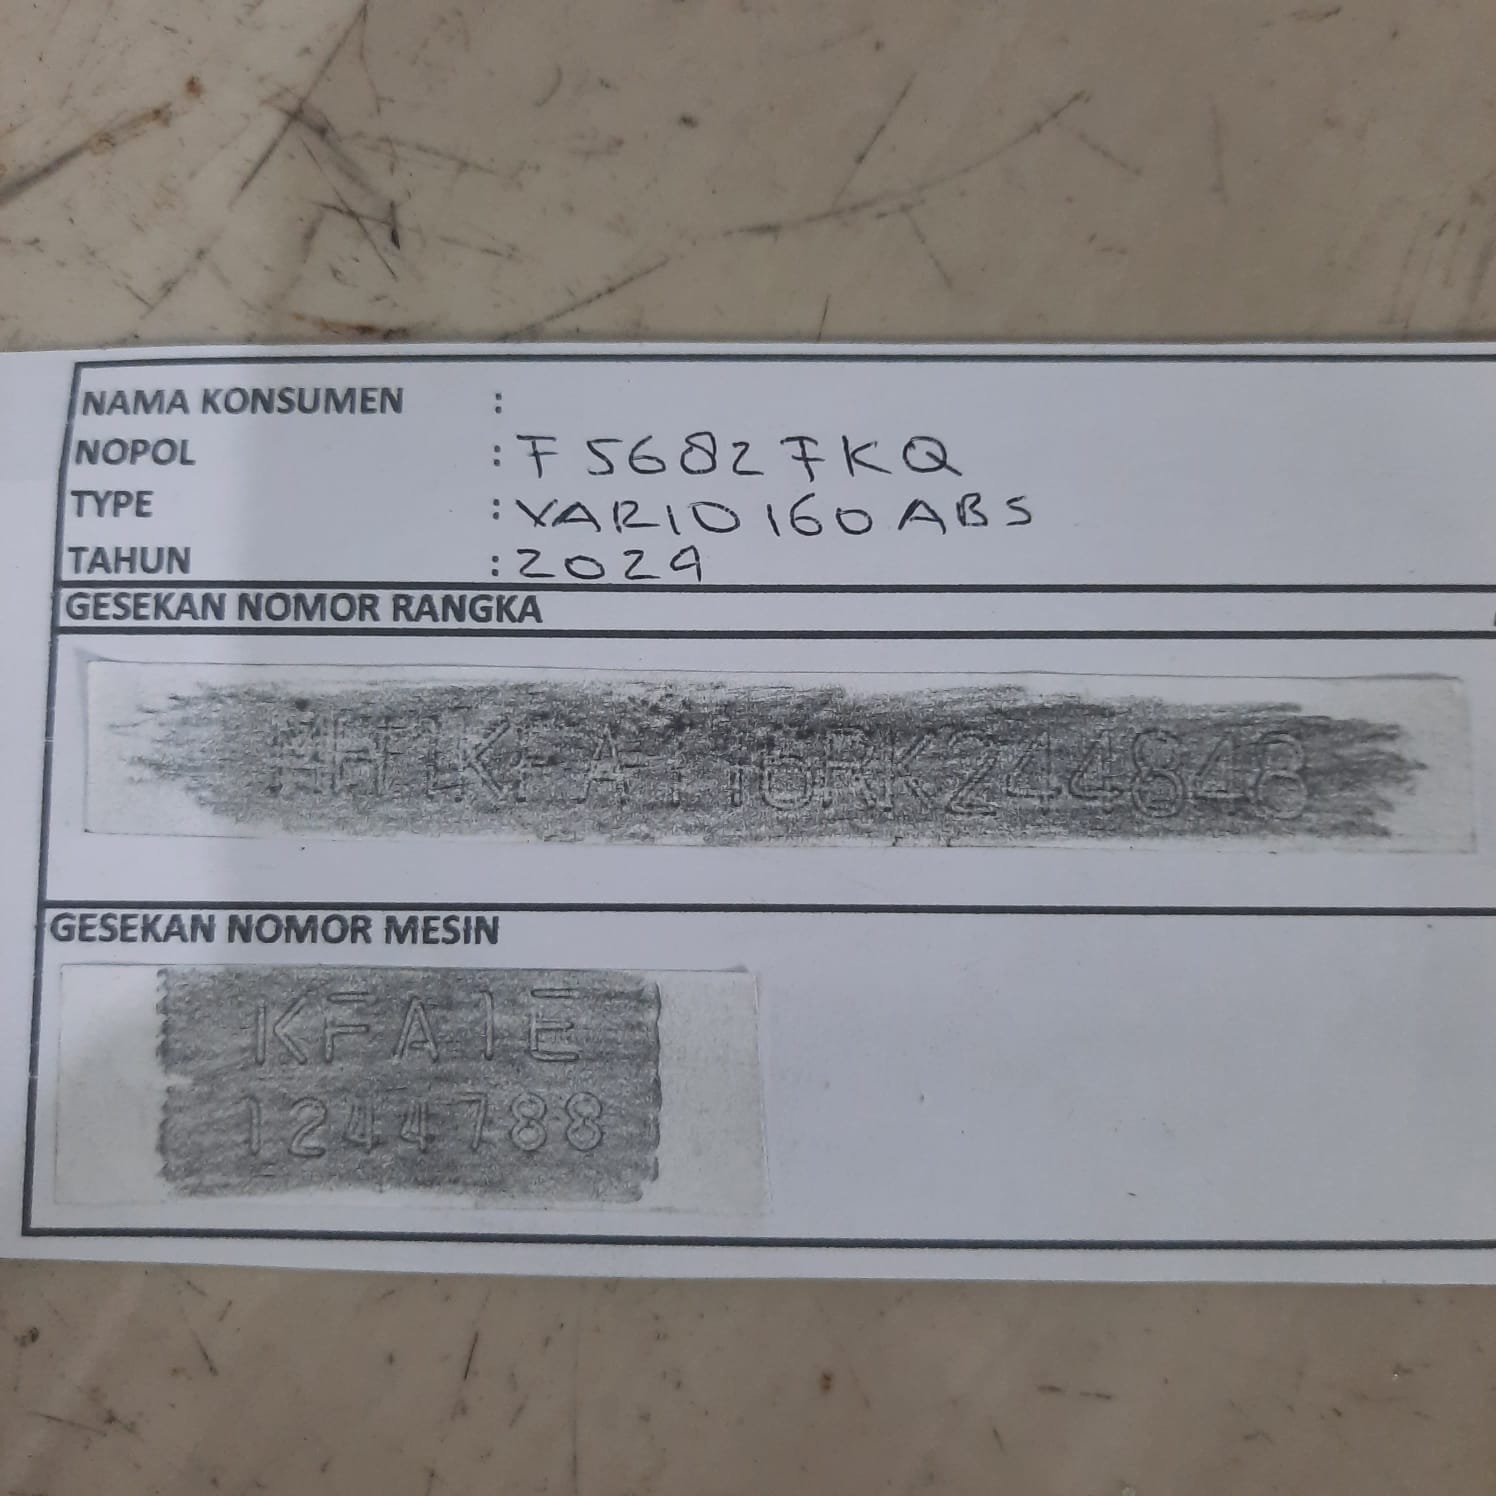 NAMA KONSUMEN :
NOPOL : F 5682 FKQ
TYPE : VARIO 160 ABS
TAHUN : 2024
GESEKAN NOMOR RANGKA
MH1KFA116RK244848
GESEKAN NOMOR MESIN
KFA1E
1244788